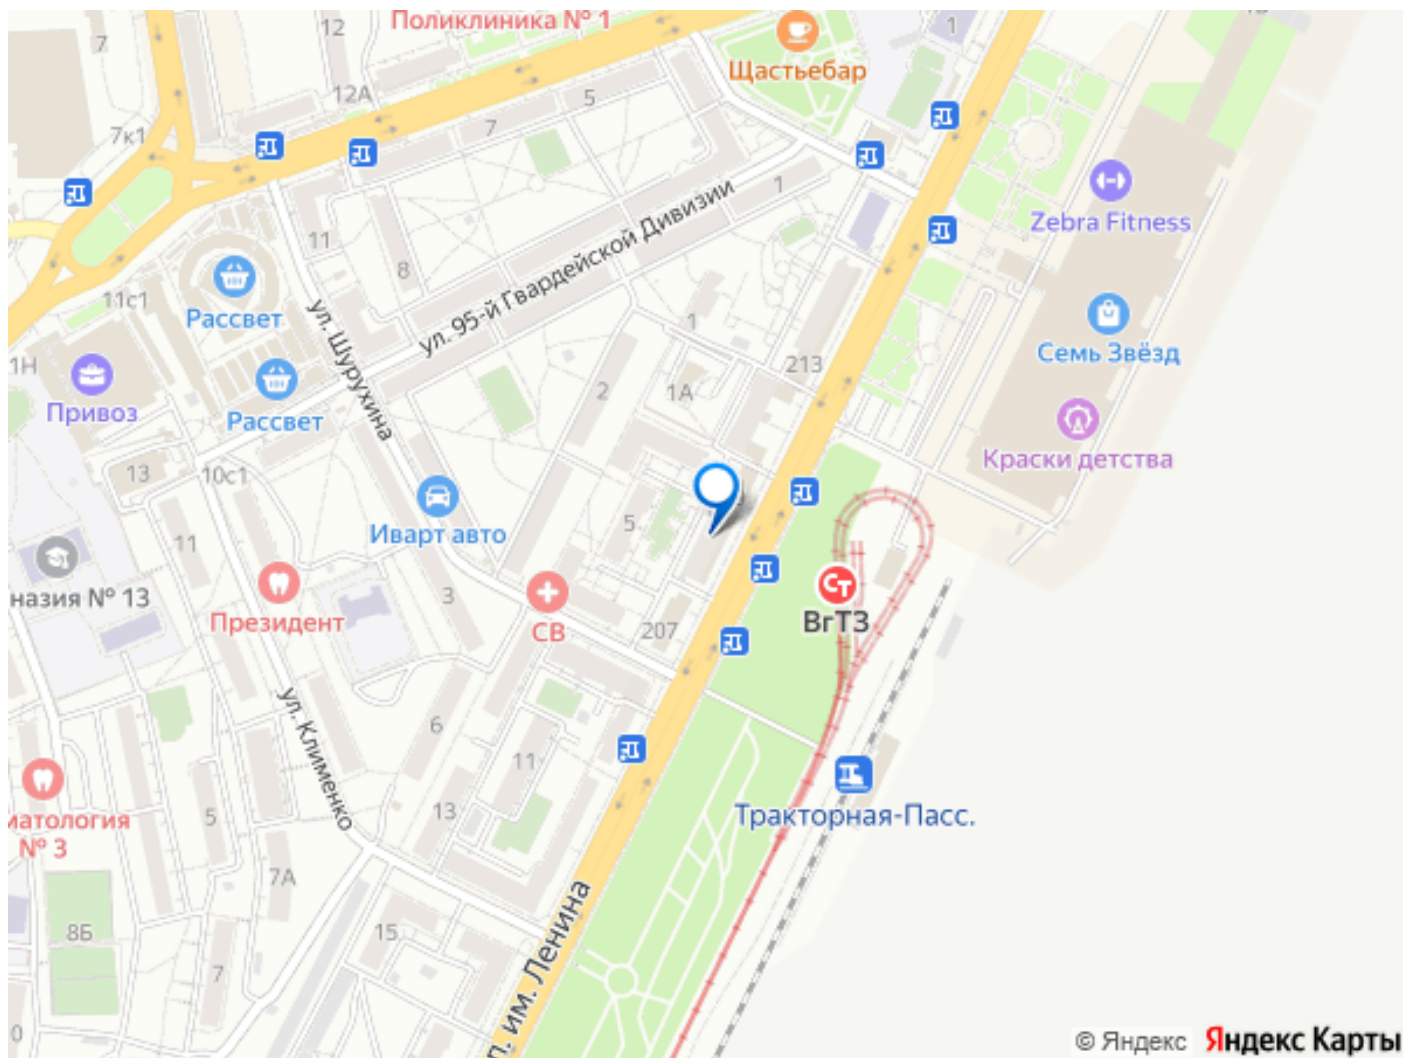 Поликлиника № 1
7
12
1
Щастьебар
12А
5
7к1
7
Zebra Fitness
1
11
8
ул. 95-й Гвардейской Дивизии
11с1
Рассвет
ул. Шурухина
1
Семь Звёзд
1Н
213
Привоз
Рассвет
2
1А
Краски детства
13
10с1
Иварт авто
5
11
назия № 13
Президент
3
СВ
207
ВгТЗ
ул. Клименко
6
11
матология
№ 3
5
13
Тракторная-Пасс.
7А
8Б
15
п. им. Ленина
7
0
© Яндекс Яндекс Карты